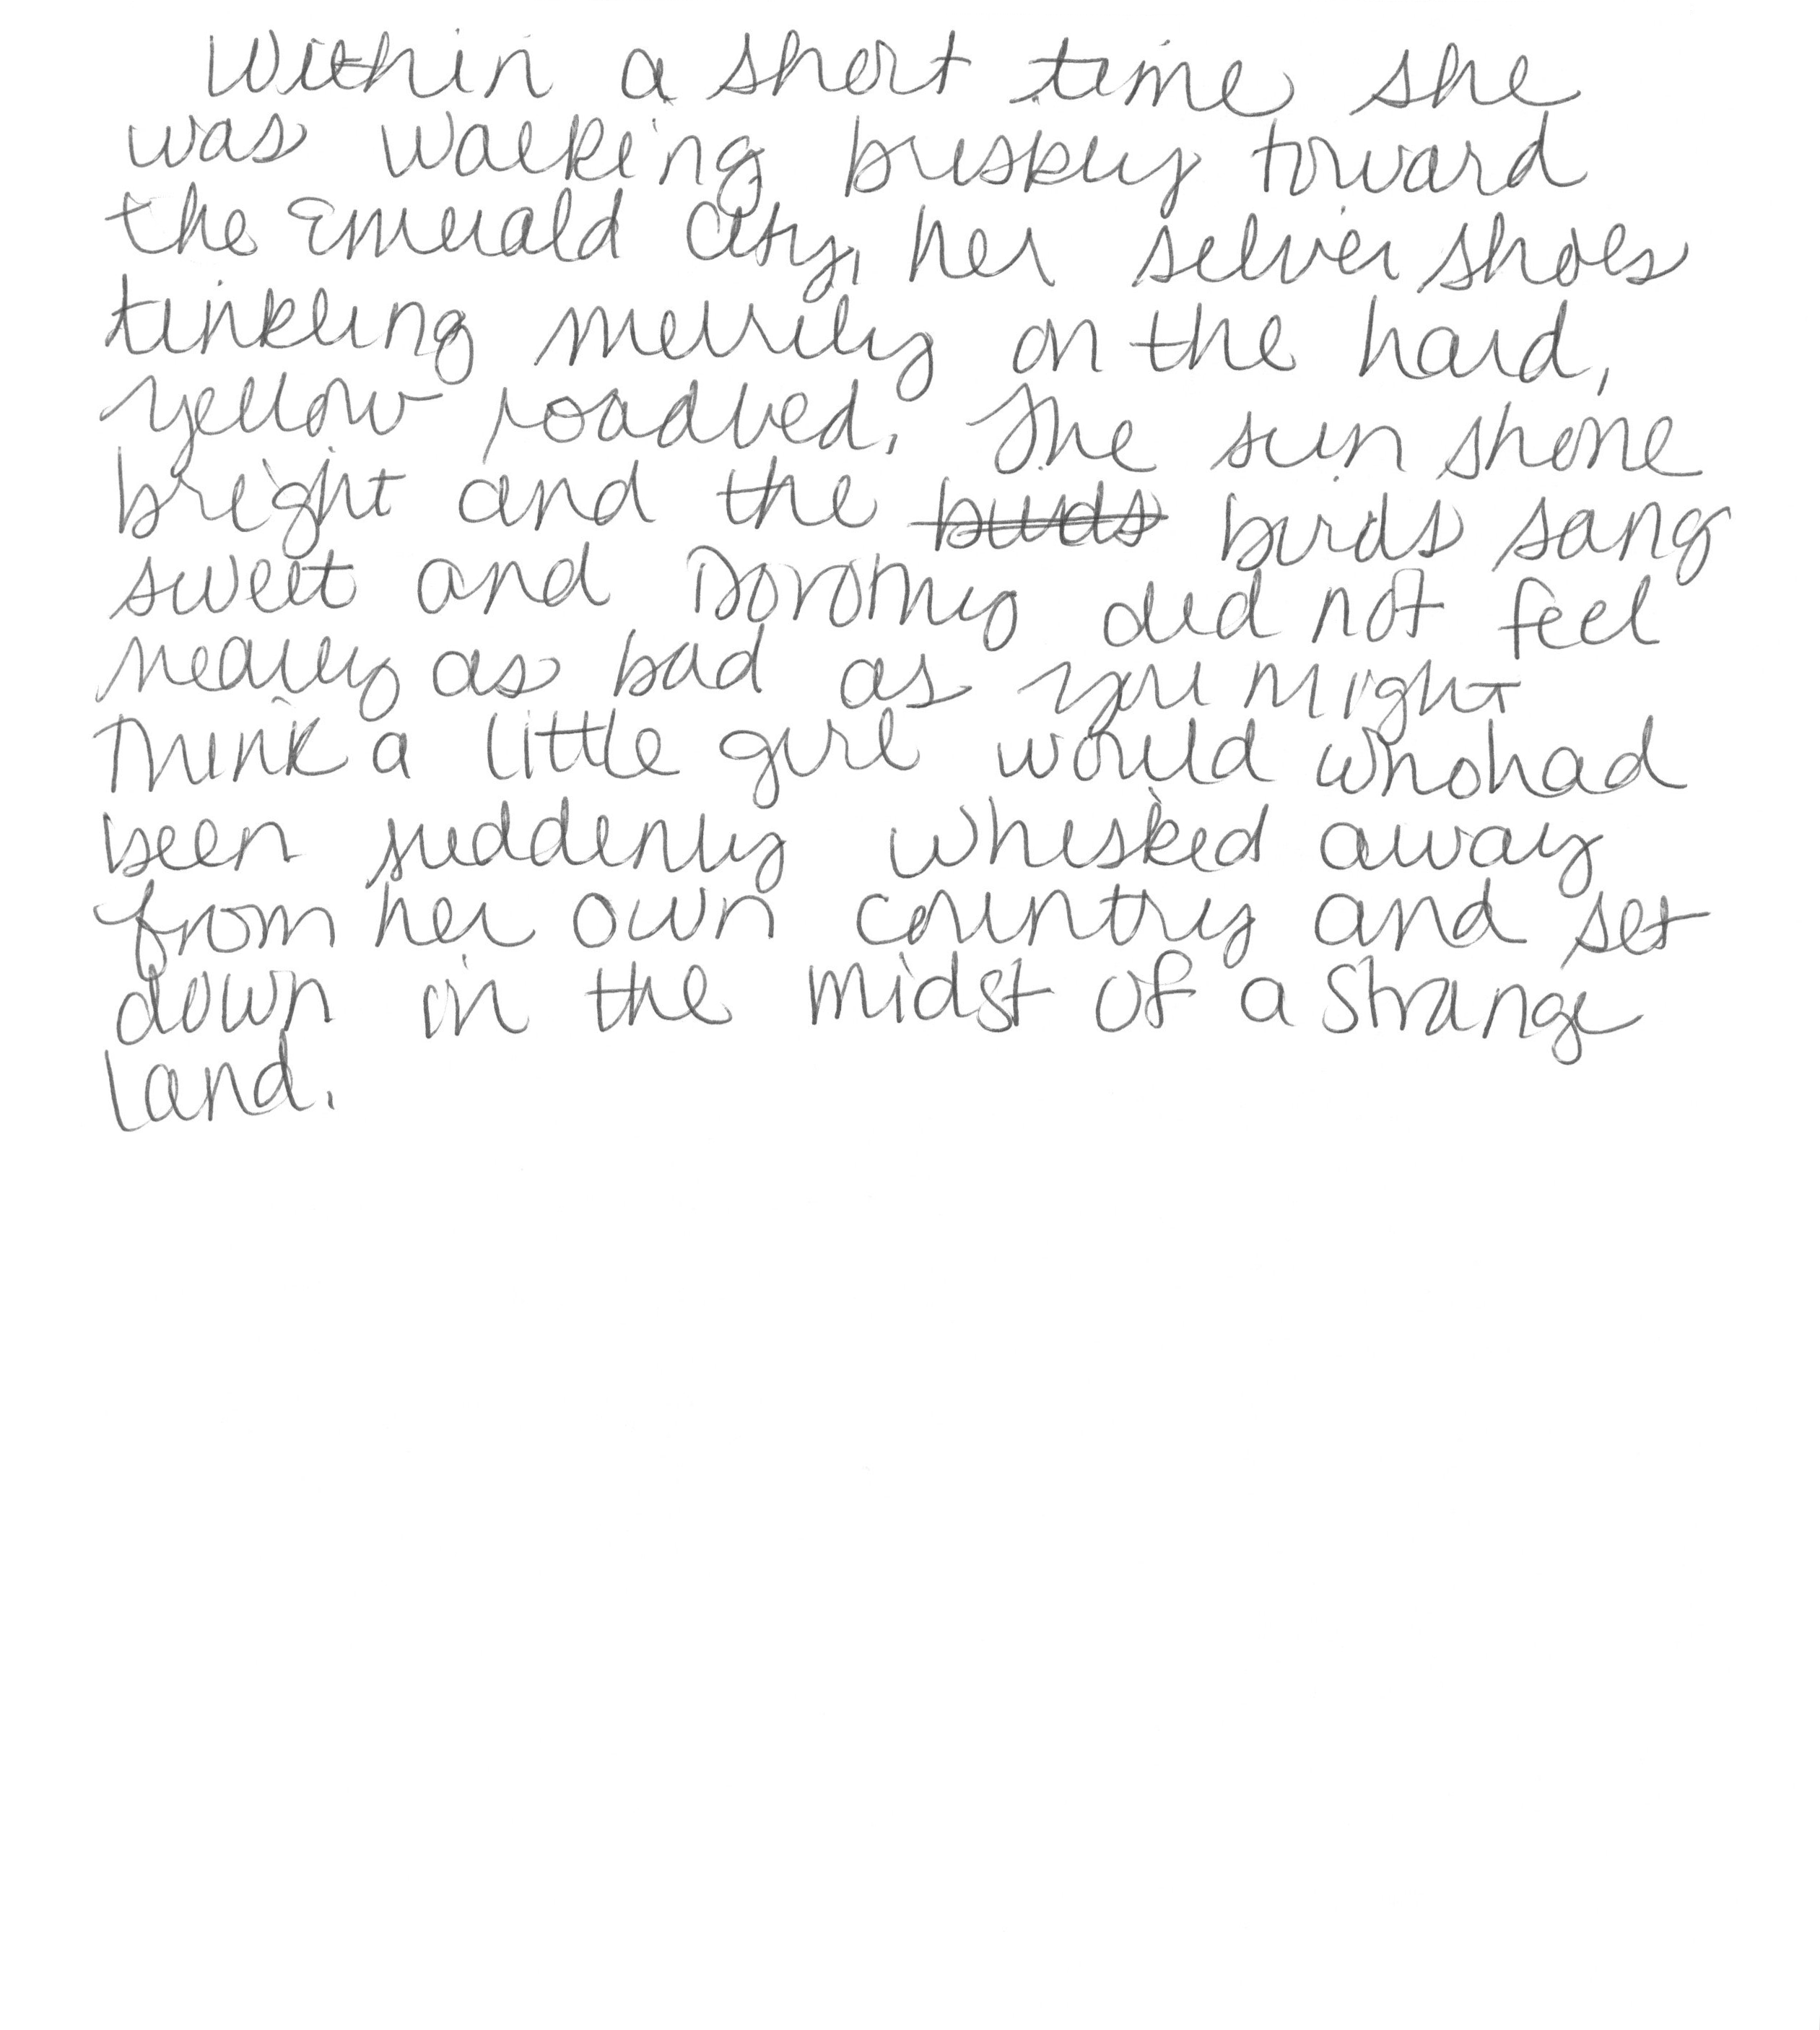 Within a short time she
was walking briskly toward
the Emerald City, her silver shoes
tinkling merrily on the hard,
yellow roadbed. The sun shone
bright and the birds birds sang
sweet and Dorothy did not feel
nearly as bad as you might
think a little girl would who had
been suddenly whisked away
from her own country and set
down in the midst of a strange
land.